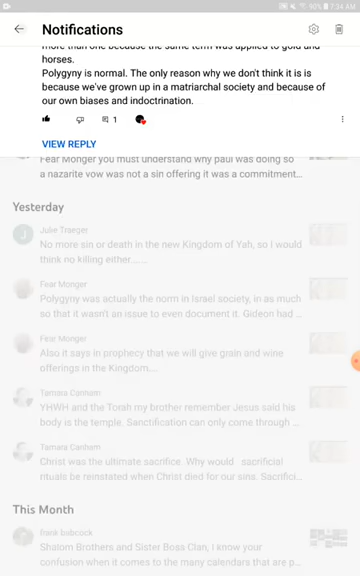 90% 7:34 AM
Notifications
more than one because the same term was applied to gold and
horses.
Polygyny is normal. The only reason why we don't think it is is
because we've grown up in a matriarchal society and because of
our own biases and indoctrination.
1
VIEW REPLY
Fear Monger you must understand why paul was doing so
a nazarite vow was not a sin offering it was a commitment...
Yesterday
J
Julie Traeger
No more sin or death in the new Kingdom of Yah, so I would
think no killing either.......
Fear Monger
Polygyny was actually the norm in Israel society, in as much
so that it wasn't an issue to even document it. Gideon had ...
Fear Monger
Also it says in prophecy that we will give grain and wine
offerings in the Kingdom....
Tamara Canham
YHWH and the Torah my brother remember Jesus said his
body is the temple. Sanctification can only come through ...
Tamara Canham
Christ was the ultimate sacrifice. Why would sacrificial
rituals be reinstated when Christ died for our sins. Sacrifici...
This Month
frank babcock
Shalom Brothers and Sister Boas Clan, I know your
confusion when it comes to the many calendars that are p...